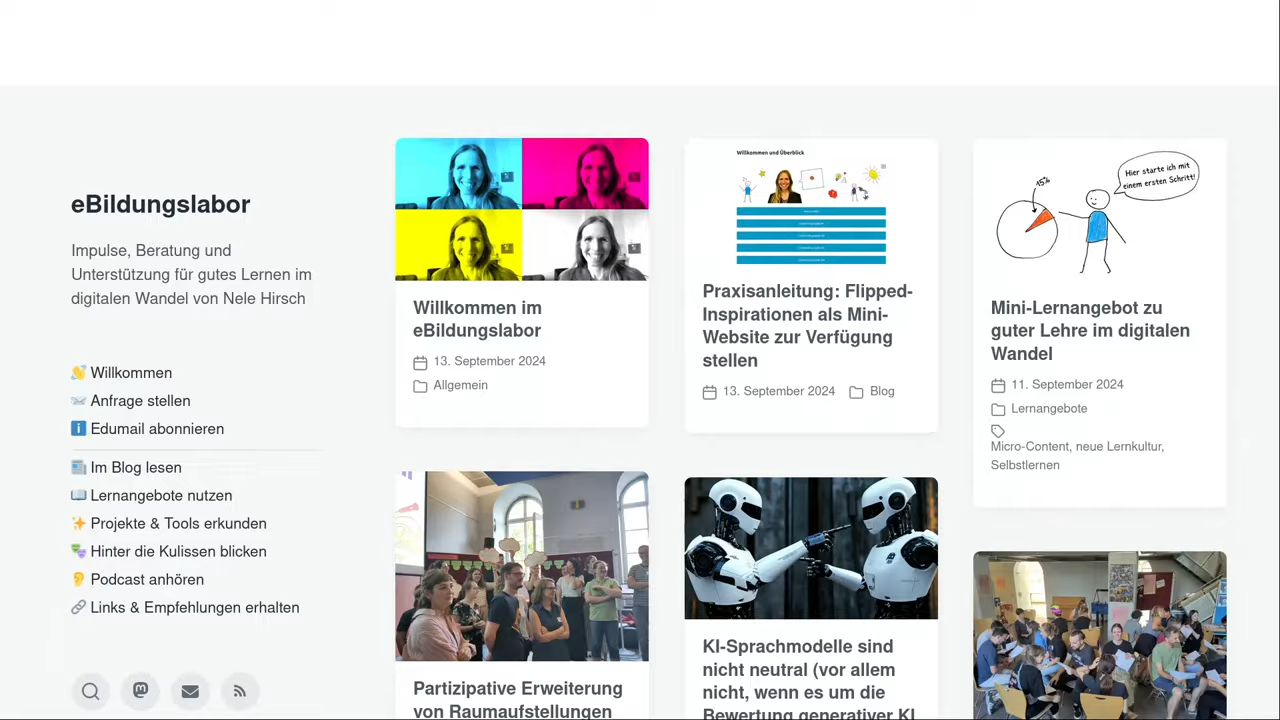 eBildungslabor
Impulse, Beratung und
Unterstützung für gutes Lernen im
digitalen Wandel von Nele Hirsch
Willkommen
Anfrage stellen
Edumail abonnieren
Im Blog lesen
Lernangebote nutzen
Projekte & Tools erkunden
Hinter die Kulissen blicken
Podcast anhören
Links & Empfehlungen erhalten
Willkommen im
eBildungslabor
13. September 2024
Allgemein
Partizipative Erweiterung
von Raumaufstellungen
Willkommen und Überblick
Praxisanleitung: Flipped-
Inspirationen als Mini-
Website zur Verfügung
stellen
13. September 2024 Blog
KI-Sprachmodelle sind
nicht neutral (vor allem
nicht, wenn es um die
Bewertung generativer KI
15%
Hier starte ich mit
einem ersten Schritt!
Mini-Lernangebot zu
guter Lehre im digitalen
Wandel
11. September 2024
Lernangebote
Micro-Content, neue Lernkultur,
Selbstlernen